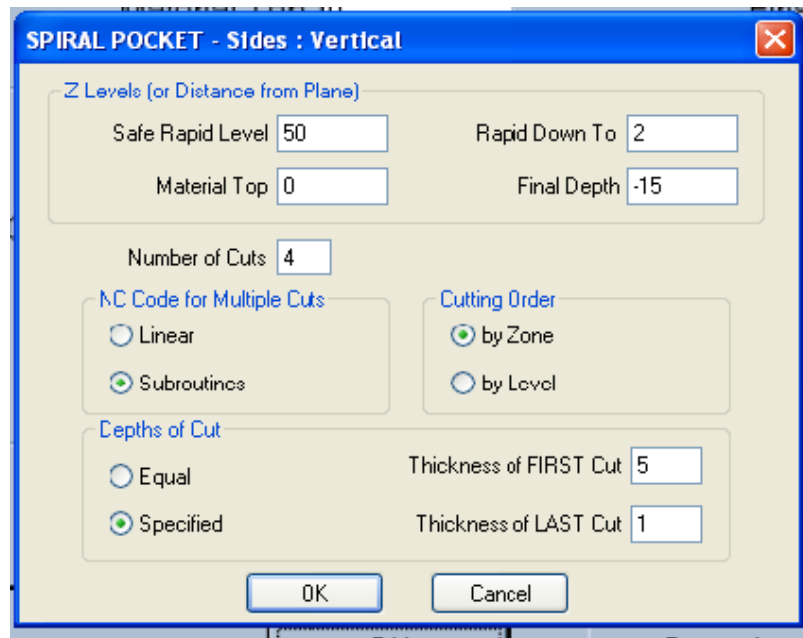 SPIRAL POCKET - Sides : Vertical
Z Levels (or Distance from Plane)
Safe Rapid Level 50 Rapid Down To 2
Material Top 0 Final Depth -15
Number of Cuts 4
NC Code for Multiple Cuts Cutting Order
Linear by Zone
Subroutines by Level
Depths of Cut
Equal Thickness of FIRST Cut 5
Specified Thickness of LAST Cut 1
OK Cancel